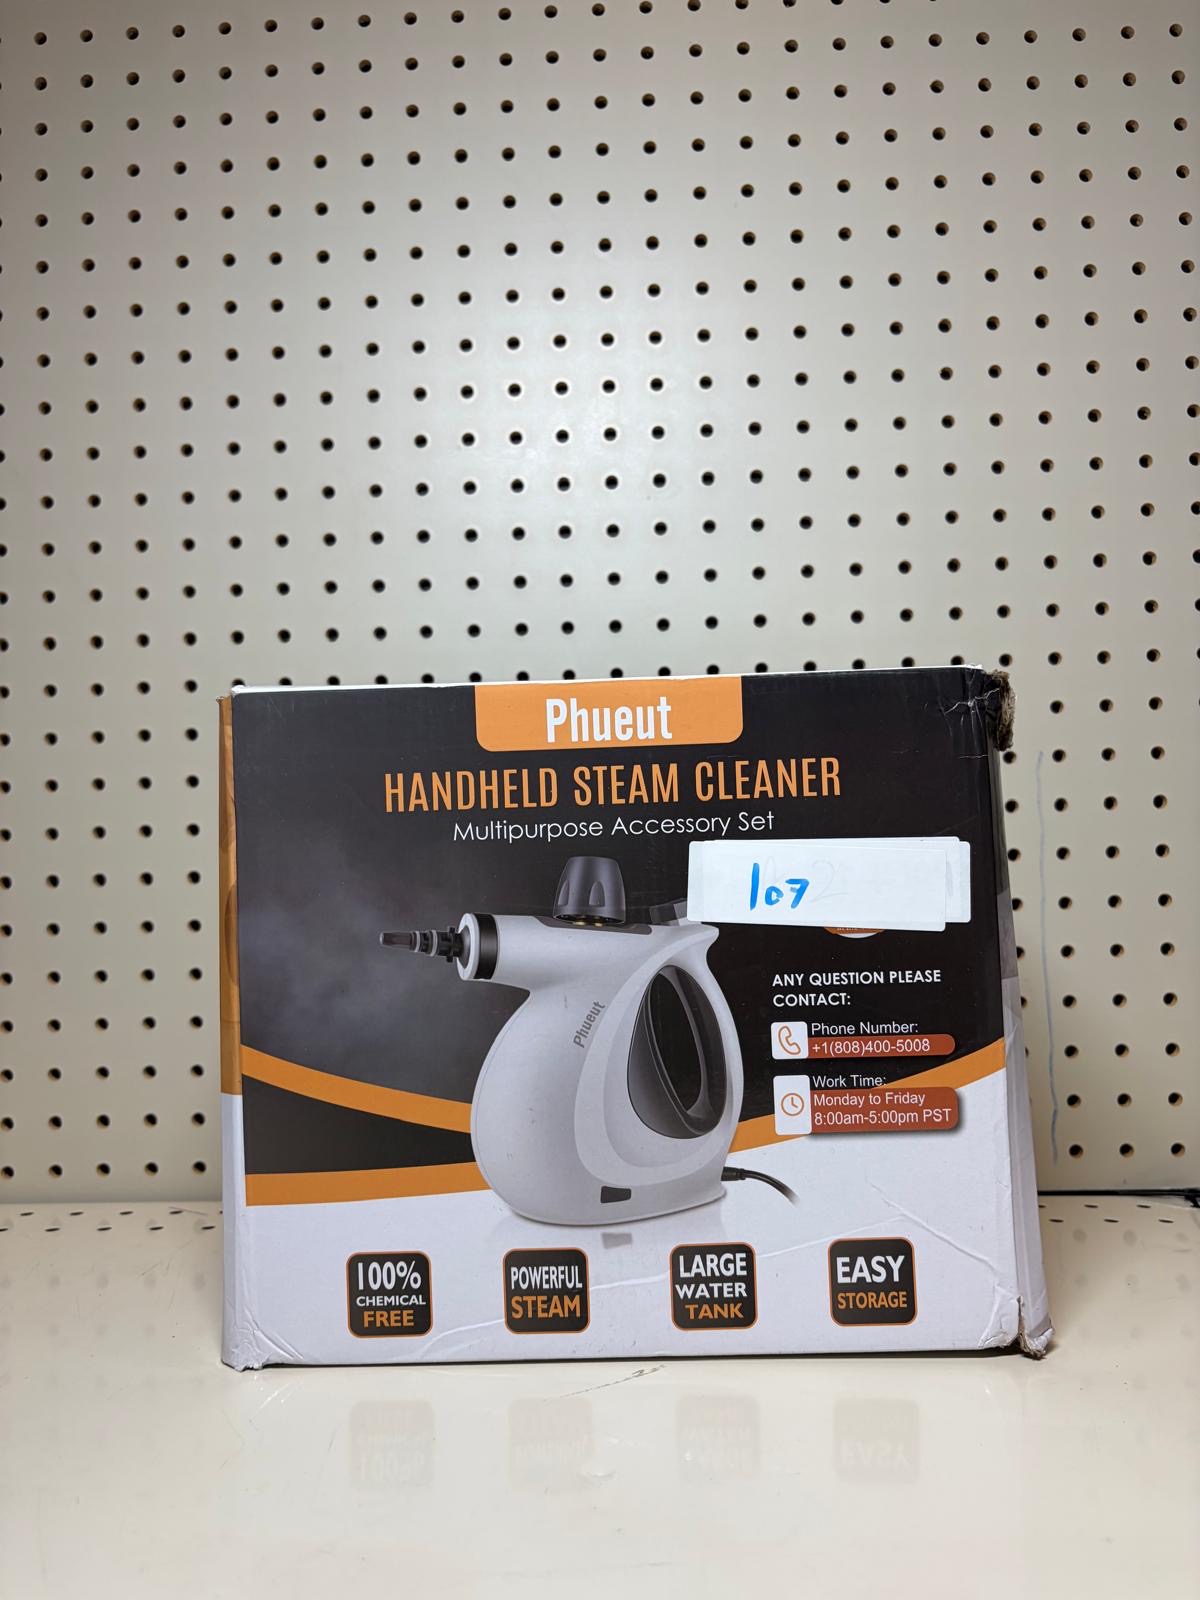 Phueut
HANDHELD STEAM CLEANER
Multipurpose Accessory Set
107
Phueut
ANY QUESTION PLEASE
CONTACT:
Phone Number:
+1(808)400-5008
Work Time:
Monday to Friday
8:00am-5:00pm PST
100%
CHEMICAL
FREE
POWERFUL
STEAM
LARGE
WATER
TANK
EASY
STORAGE